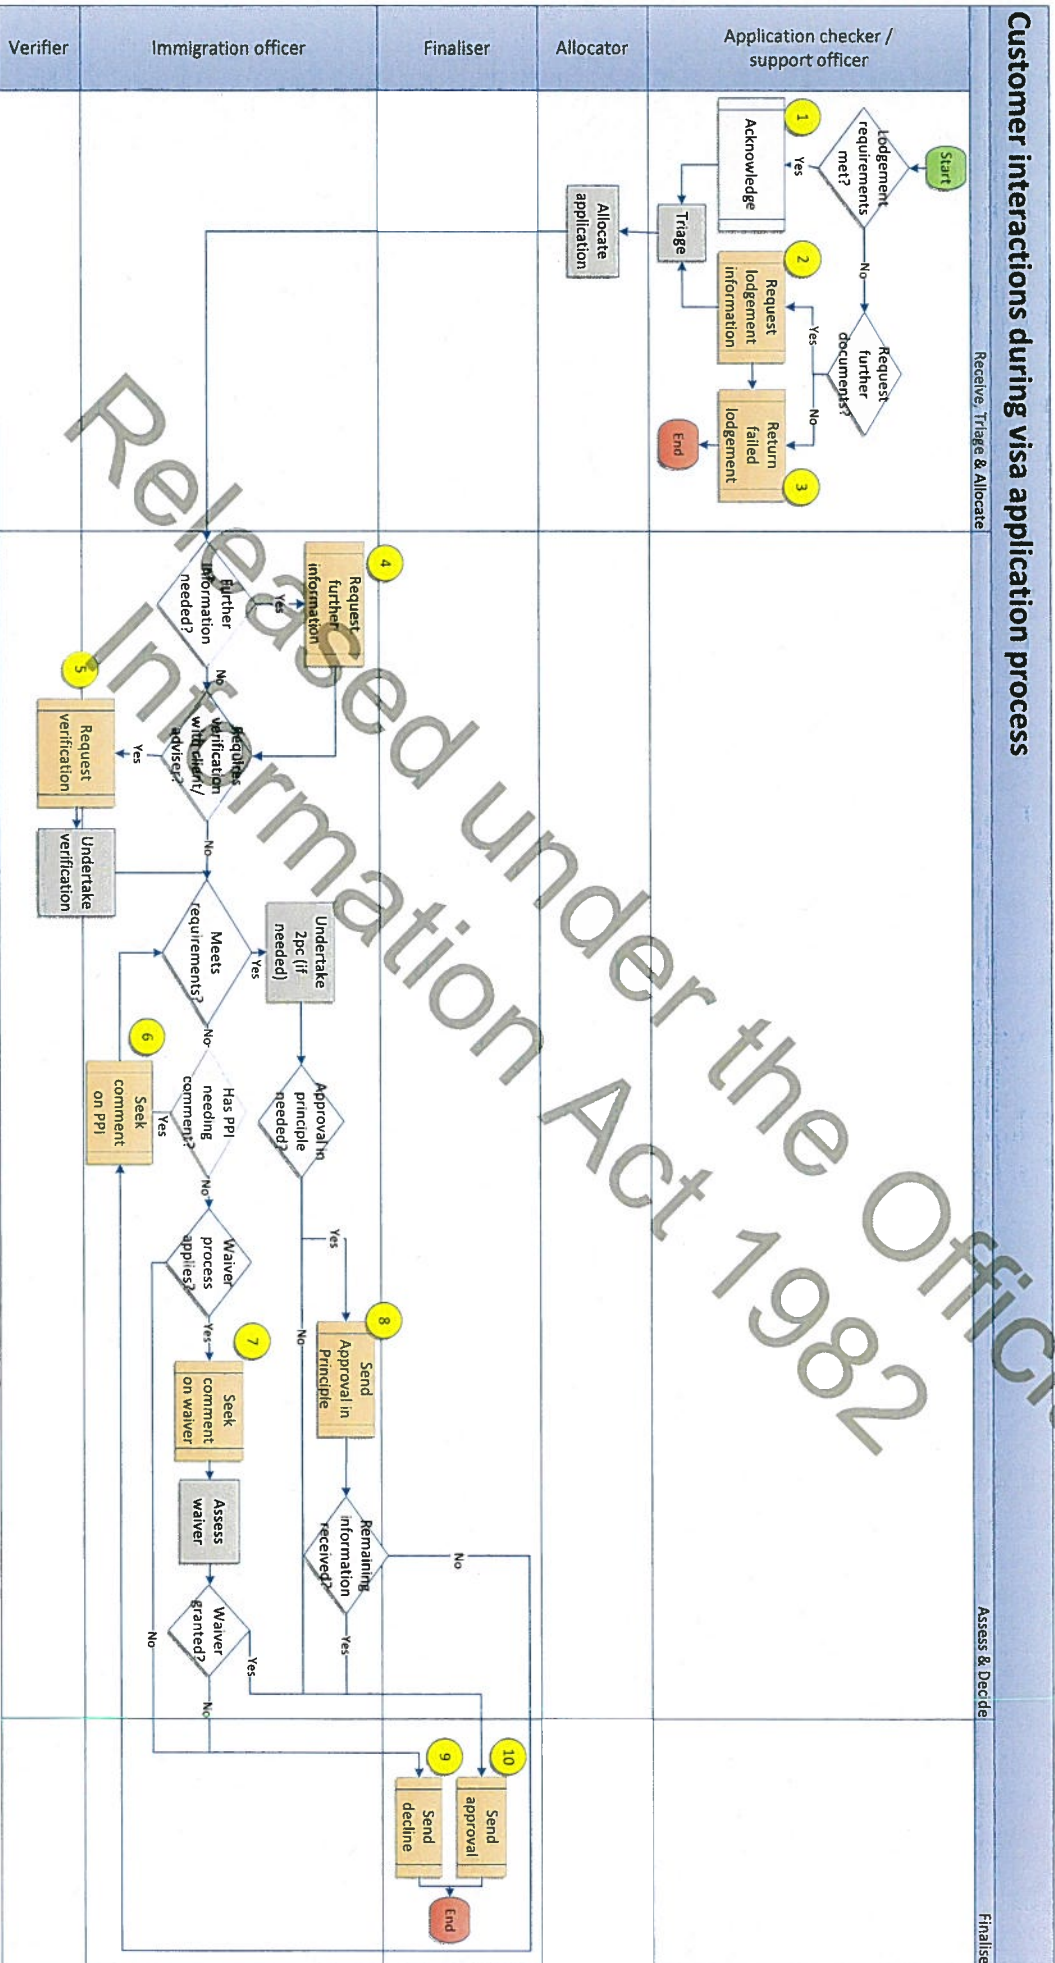 Customer interactions during visa application process
Receive, Triage & Allocate
Assess & Decide
Finalise
Application checker /
support officer
Start
Lodgement
requirements
met?
No
Request
further
documents?
Yes
Yes
No
1
Acknowledge
2
Request
lodgement
information
Return
failed
lodgement
3
Triage
End
Allocator
Allocate
application
Finaliser
10
Send
approval
9
Send
decline
End
No
Immigration officer
4
Request
further
information
Yes
Further
information
needed?
No
Requires
verification
with client/
adviser?
No
Yes
Undertake
2pc (if
needed)
Yes
Meets
requirements?
No
Approval in
principle
needed?
Yes
No
8
Send
Approval in
Principle
Remaining
information
received?
Yes
Has PPI
needing
comment?
No
Yes
6
Seek
comment
on PPI
Waiver
process
applies?
Yes
No
7
Seek
comment
on waiver
Assess
waiver
Waiver
granted?
Yes
No
Verifier
5
Request
verification
Undertake
verification
Released under the Offici
Information Act 1982